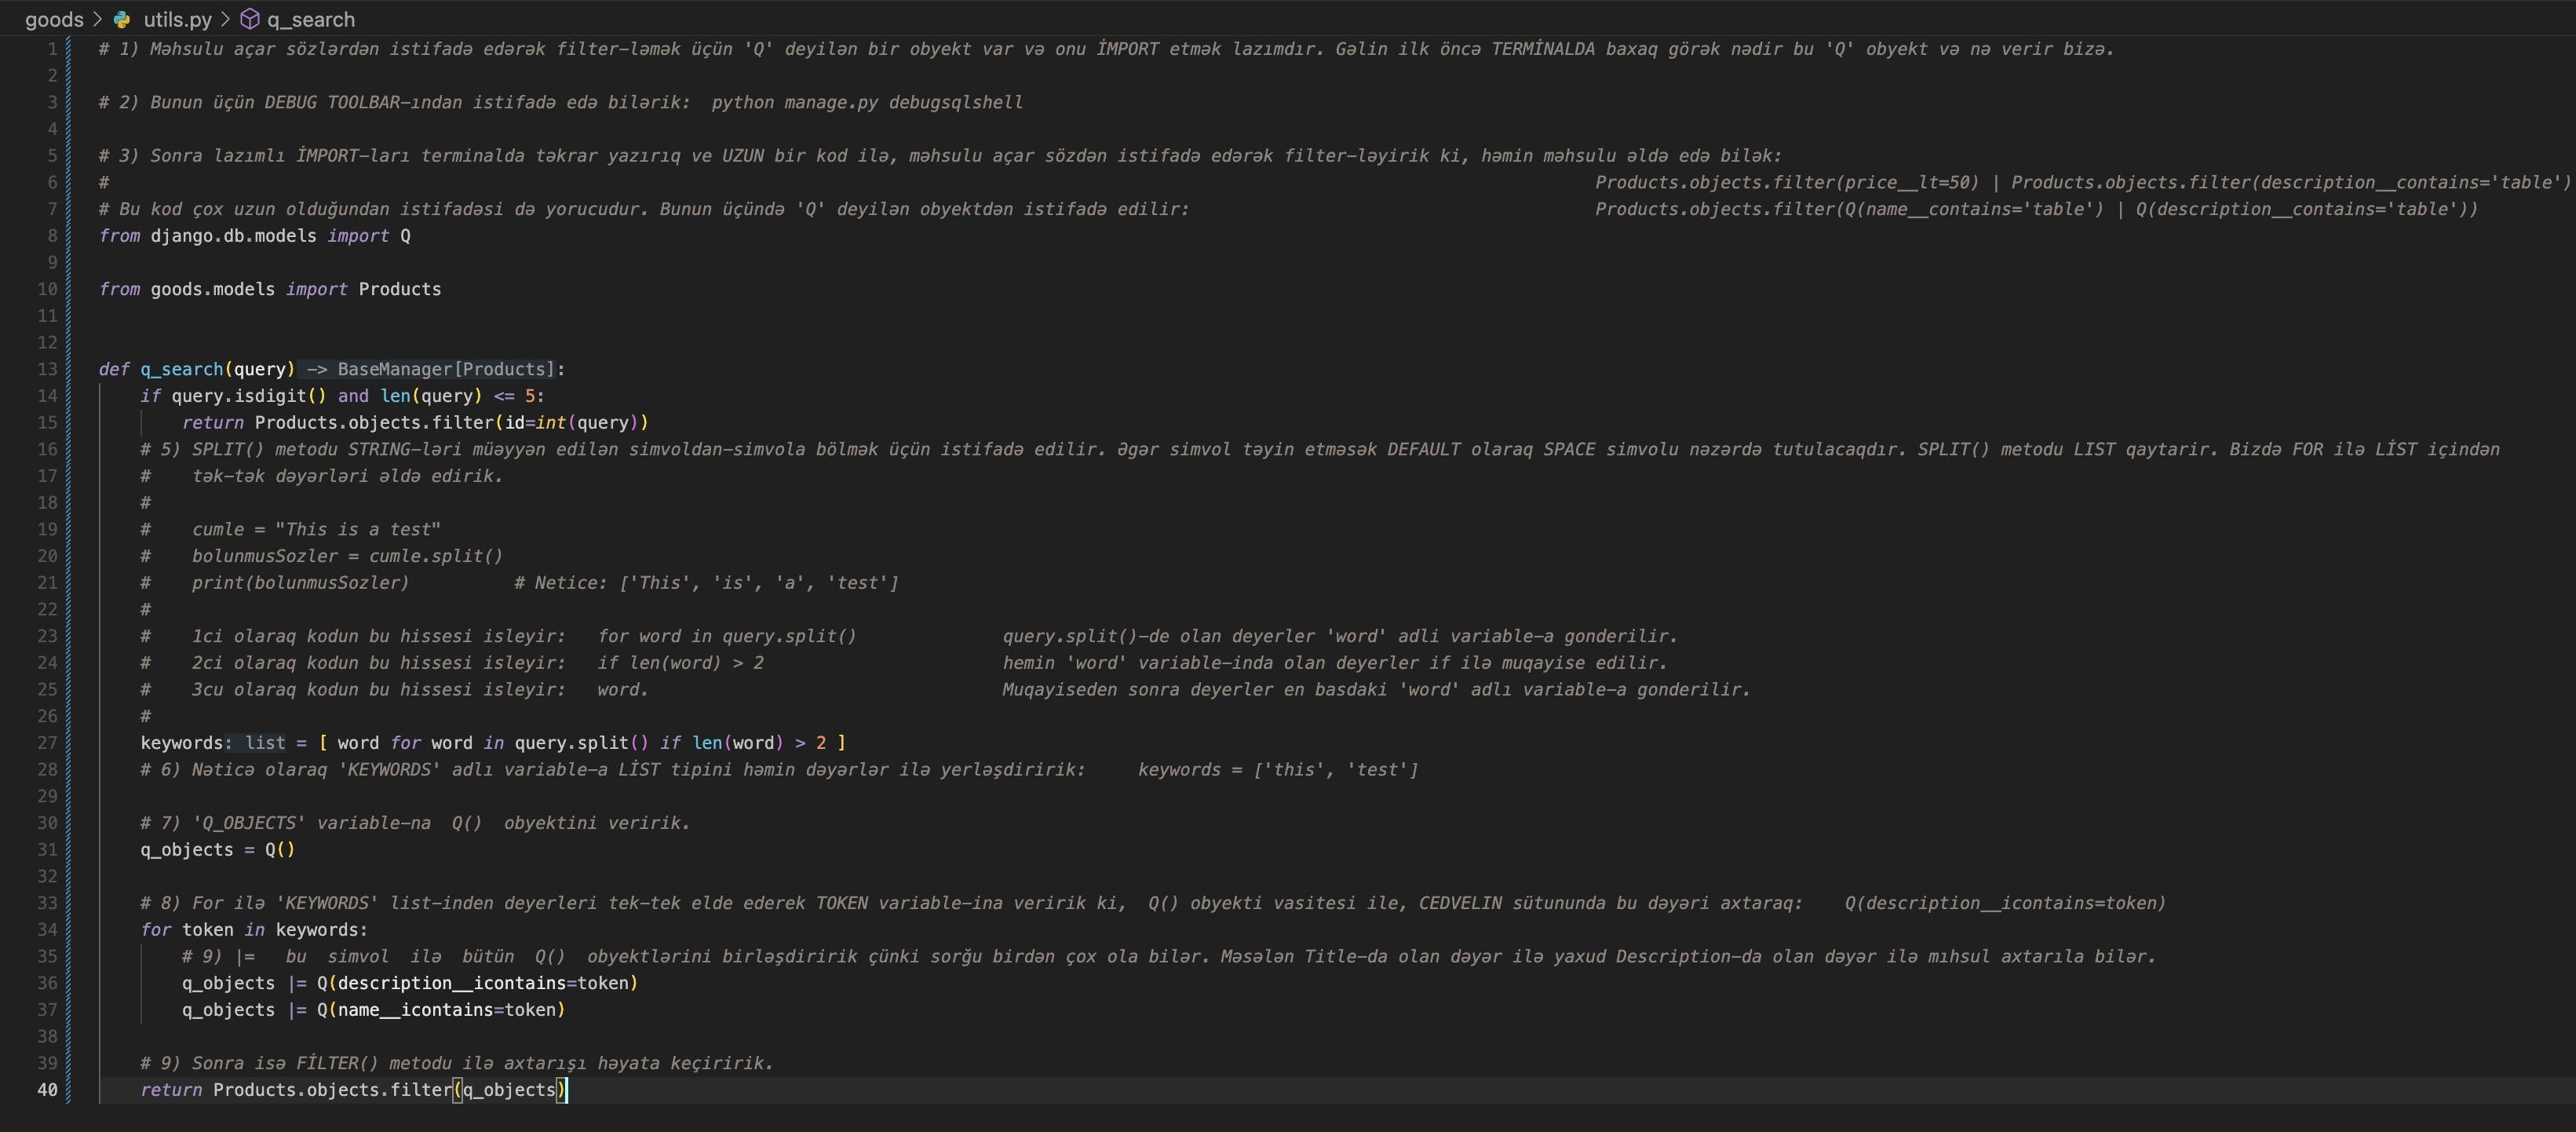 goods > utils.py > q_search
1 # 1) Məhsulu açar sözlərdən istifadə edərək filter-ləmək üçün 'Q' deyilən bir obyekt var və onu İMPORT etmək lazımdır. Gəlin ilk öncə TERMİNALDA baxaq görək nədir bu 'Q' obyekt və nə verir bizə.
2
3 # 2) Bunun üçün DEBUG TOOLBAR-ından istifadə edə bilərik:  python manage.py debugsqlshell
4
5 # 3) Sonra lazımlı İMPORT-ları terminalda təkrar yazırıq ve UZUN bir kod ilə, məhsulu açar sözdən istifadə edərək filter-ləyirik ki, həmin məhsulu əldə edə bilək:
6 # Products.objects.filter(price__lt=50) | Products.objects.filter(description__contains='table')
7 # Bu kod çox uzun olduğundan istifadəsi də yorucudur. Bunun üçündə 'Q' deyilən obyektdən istifadə edilir: Products.objects.filter(Q(name__contains='table') | Q(description__contains='table'))
8 from django.db.models import Q
9
10 from goods.models import Products
11
12
13 def q_search(query) -> BaseManager[Products]:
14     if query.isdigit() and len(query) <= 5:
15         return Products.objects.filter(id=int(query))
16     # 5) SPLIT() metodu STRING-ləri müəyyən edilən simvoldan-simvola bölmək üçün istifadə edilir. Əgər simvol təyin etməsək DEFAULT olaraq SPACE simvolu nəzərdə tutulacaqdır. SPLIT() metodu LIST qaytarir. Bizdə FOR ilə LİST içindən
17     #    tək-tək dəyərləri əldə edirik.
18     #
19     #    cumle = "This is a test"
20     #    bolunmusSozler = cumle.split()
21     #    print(bolunmusSozler)          # Netice: ['This', 'is', 'a', 'test']
22     #
23     #    1ci olaraq kodun bu hissesi isleyir:   for word in query.split()              query.split()-de olan deyerler 'word' adli variable-a gonderilir.
24     #    2ci olaraq kodun bu hissesi isleyir:   if len(word) > 2                       hemin 'word' variable-inda olan deyerler if ilə muqayise edilir.
25     #    3cu olaraq kodun bu hissesi isleyir:   word.                                  Muqayiseden sonra deyerler en basdaki 'word' adlı variable-a gonderilir.
26     #
27     keywords: list = [ word for word in query.split() if len(word) > 2 ]
28     # 6) Nəticə olaraq 'KEYWORDS' adlı variable-a LİST tipini həmin dəyərlər ilə yerləşdiririk:     keywords = ['this', 'test']
29
30     # 7) 'Q_OBJECTS' variable-na  Q()  obyektini veririk.
31     q_objects = Q()
32
33     # 8) For ilə 'KEYWORDS' list-inden deyerleri tek-tek elde ederek TOKEN variable-ina veririk ki,  Q() obyekti vasitesi ile, CEDVELIN sütununda bu dəyəri axtaraq:    Q(description__icontains=token)
34     for token in keywords:
35         # 9) |=   bu  simvol  ilə  bütün  Q()  obyektlərini birləşdiririk çünki sorğu birdən çox ola bilər. Məsələn Title-da olan dəyər ilə yaxud Description-da olan dəyər ilə mıhsul axtarıla bilər.
36         q_objects |= Q(description__icontains=token)
37         q_objects |= Q(name__icontains=token)
38
39     # 9) Sonra isə FİLTER() metodu ilə axtarışı həyata keçiririk.
40     return Products.objects.filter(q_objects)